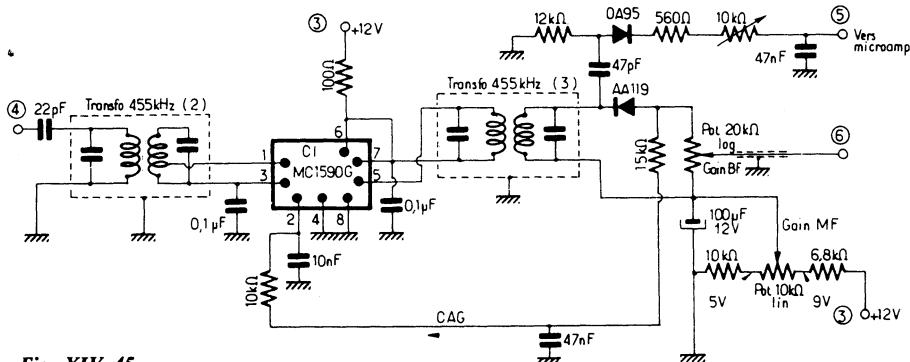 ③ +12V
100Ω
④ 22pF
Transfo 455kHz (2)
6
1
C I
7
MC1590G
3
5
2
4
8
0,1µF
0,1µF
10nF
10kΩ
CAG
47nF
Transfo 455kHz (3)
12kΩ
OA95
560Ω
10kΩ
⑤
Vers
microamp
47nF
47pF
AA119
15kΩ
Pot 20kΩ
log
Gain BF
⑥
100µF
12V
Gain MF
10kΩ
6,8kΩ
5V
Pot 10kΩ
lin
9V
③
+12V
Fig. XIV-45